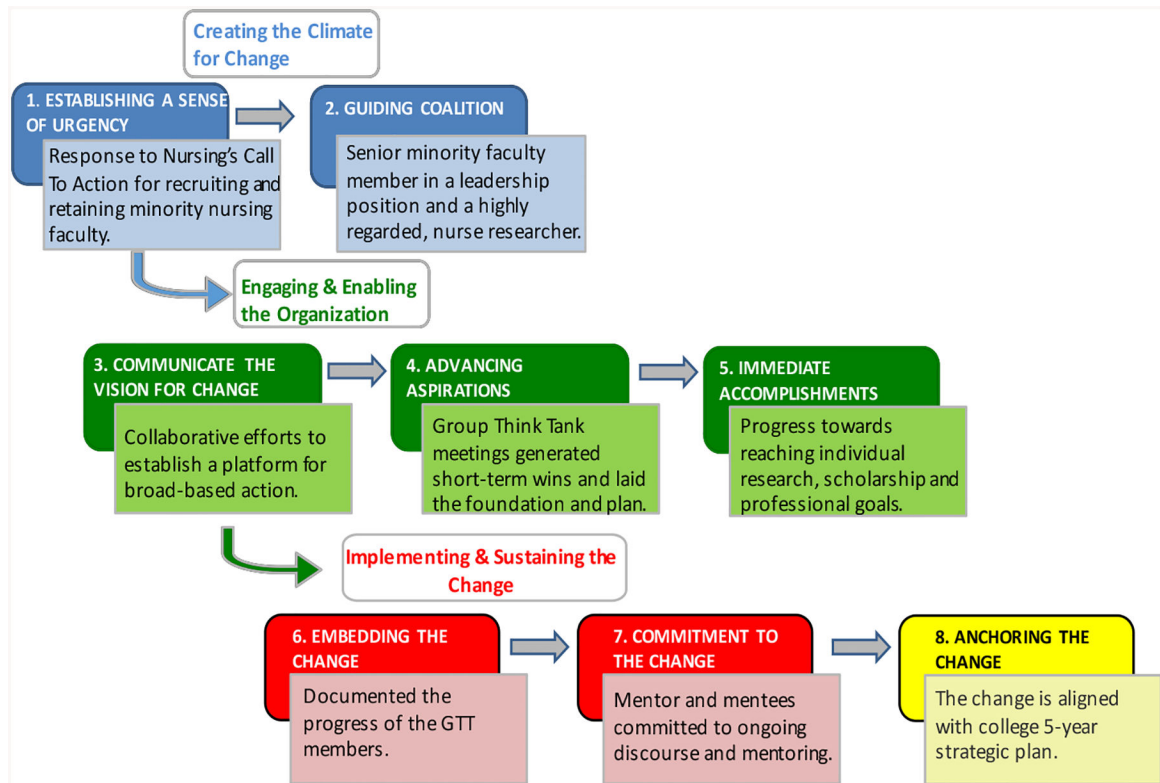 Creating the Climate
for Change
1. ESTABLISHING A SENSE
OF URGENCY
Response to Nursing's Call
To Action for recruiting and
retaining minority nursing
faculty.
2. GUIDING COALITION
Senior minority faculty
member in a leadership
position and a highly
regarded, nurse researcher.
Engaging & Enabling
the Organization
3. COMMUNICATE THE
VISION FOR CHANGE
Collaborative efforts to
establish a platform for
broad-based action.
4. ADVANCING
ASPIRATIONS
Group Think Tank
meetings generated
short-term wins and laid
the foundation and plan.
5. IMMEDIATE
ACCOMPLISHMENTS
Progress towards
reaching individual
research, scholarship and
professional goals.
Implementing & Sustaining the
Change
6. EMBEDDING THE
CHANGE
Documented the
progress of the GTT
members.
7. COMMITMENT TO
THE CHANGE
Mentor and mentees
committed to ongoing
discourse and mentoring.
8. ANCHORING THE
CHANGE
The change is aligned
with college 5-year
strategic plan.